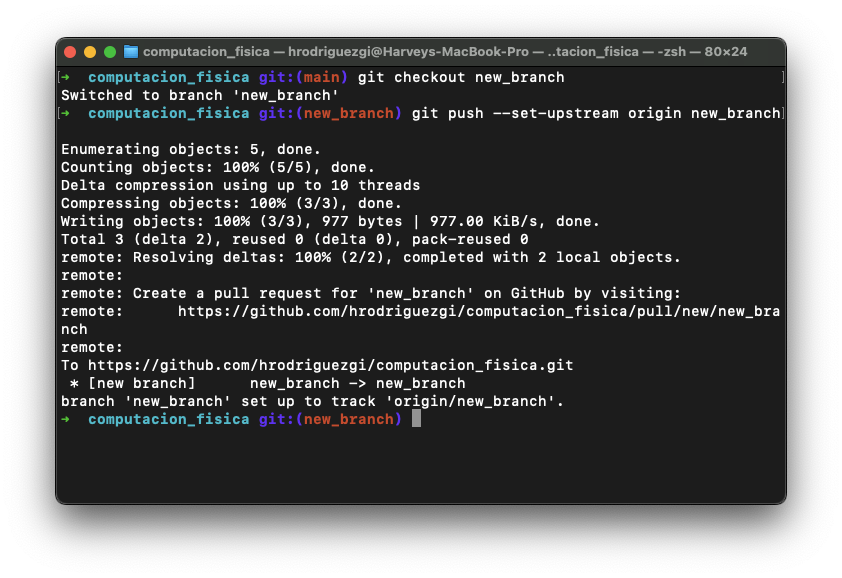 computacion_fisica — hrodriguezgi@Harveys-MacBook-Pro — ..tacion_fisica — -zsh — 80×24
[➜  computacion_fisica git:(main) git checkout new_branch ]
Switched to branch 'new_branch'
[➜  computacion_fisica git:(new_branch) git push --set-upstream origin new_branch]
Enumerating objects: 5, done.
Counting objects: 100% (5/5), done.
Delta compression using up to 10 threads
Compressing objects: 100% (3/3), done.
Writing objects: 100% (3/3), 977 bytes | 977.00 KiB/s, done.
Total 3 (delta 2), reused 0 (delta 0), pack-reused 0
remote: Resolving deltas: 100% (2/2), completed with 2 local objects.
remote:
remote: Create a pull request for 'new_branch' on GitHub by visiting:
remote:      https://github.com/hrodriguezgi/computacion_fisica/pull/new/new_bra
nch
remote:
To https://github.com/hrodriguezgi/computacion_fisica.git
 * [new branch]      new_branch -> new_branch
branch 'new_branch' set up to track 'origin/new_branch'.
➜  computacion_fisica git:(new_branch)